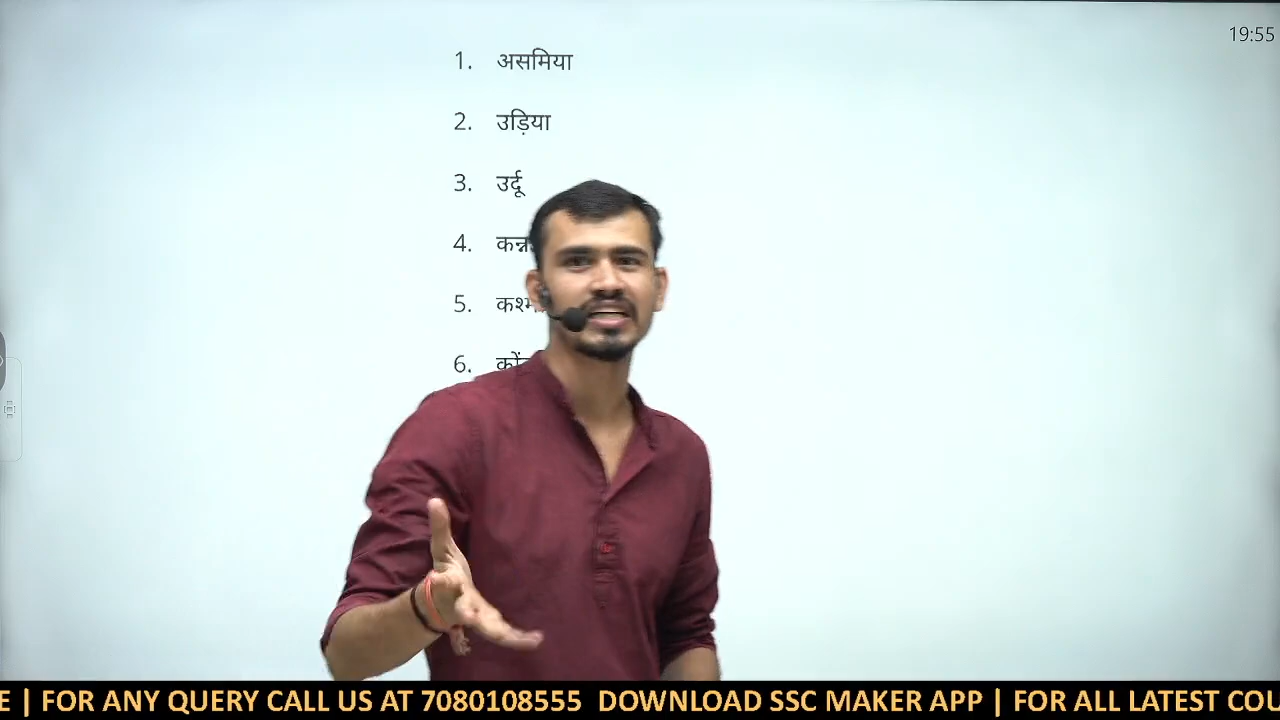 19:55
1. असमिया
2. उड़िया
3. उर्दू
4.
5.
6.
| FOR ANY QUERY CALL US AT 7080108555 DOWNLOAD SSC MAKER APP | FOR ALL LATEST